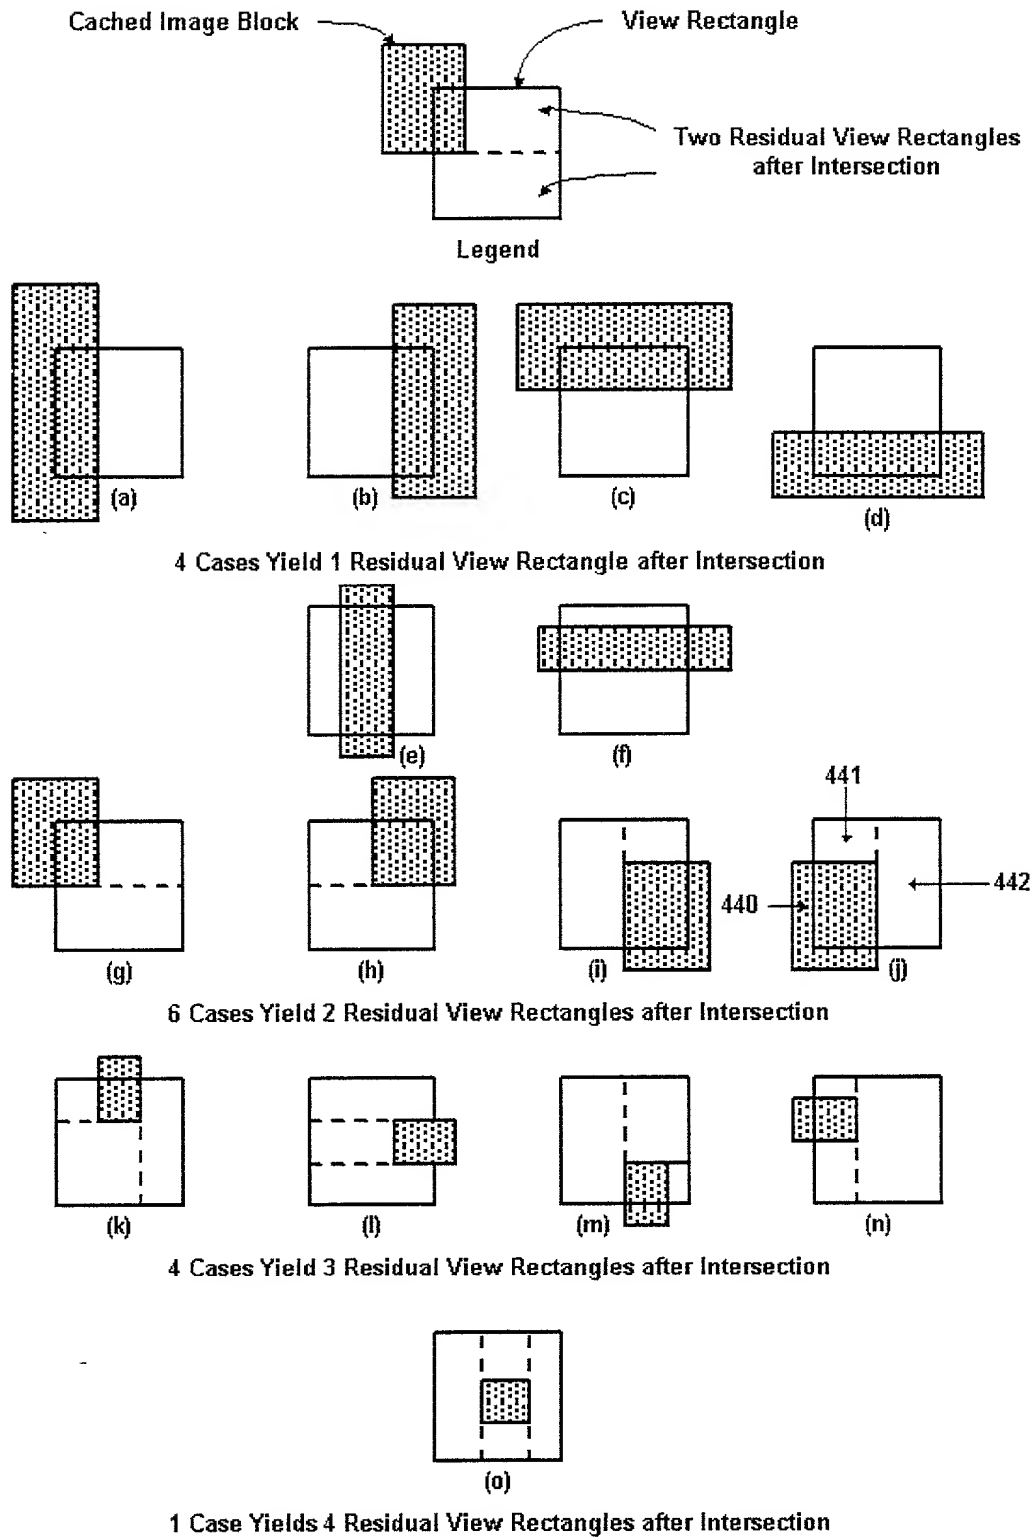 Cached Image Block
View Rectangle
Two Residual View Rectangles
after Intersection
Legend
(a)
(b)
(c)
(d)
4 Cases Yield 1 Residual View Rectangle after Intersection
(e)
(f)
441
440
442
(g)
(h)
(i)
(j)
6 Cases Yield 2 Residual View Rectangles after Intersection
(k)
(l)
(m)
(n)
4 Cases Yield 3 Residual View Rectangles after Intersection
(o)
1 Case Yields 4 Residual View Rectangles after Intersection